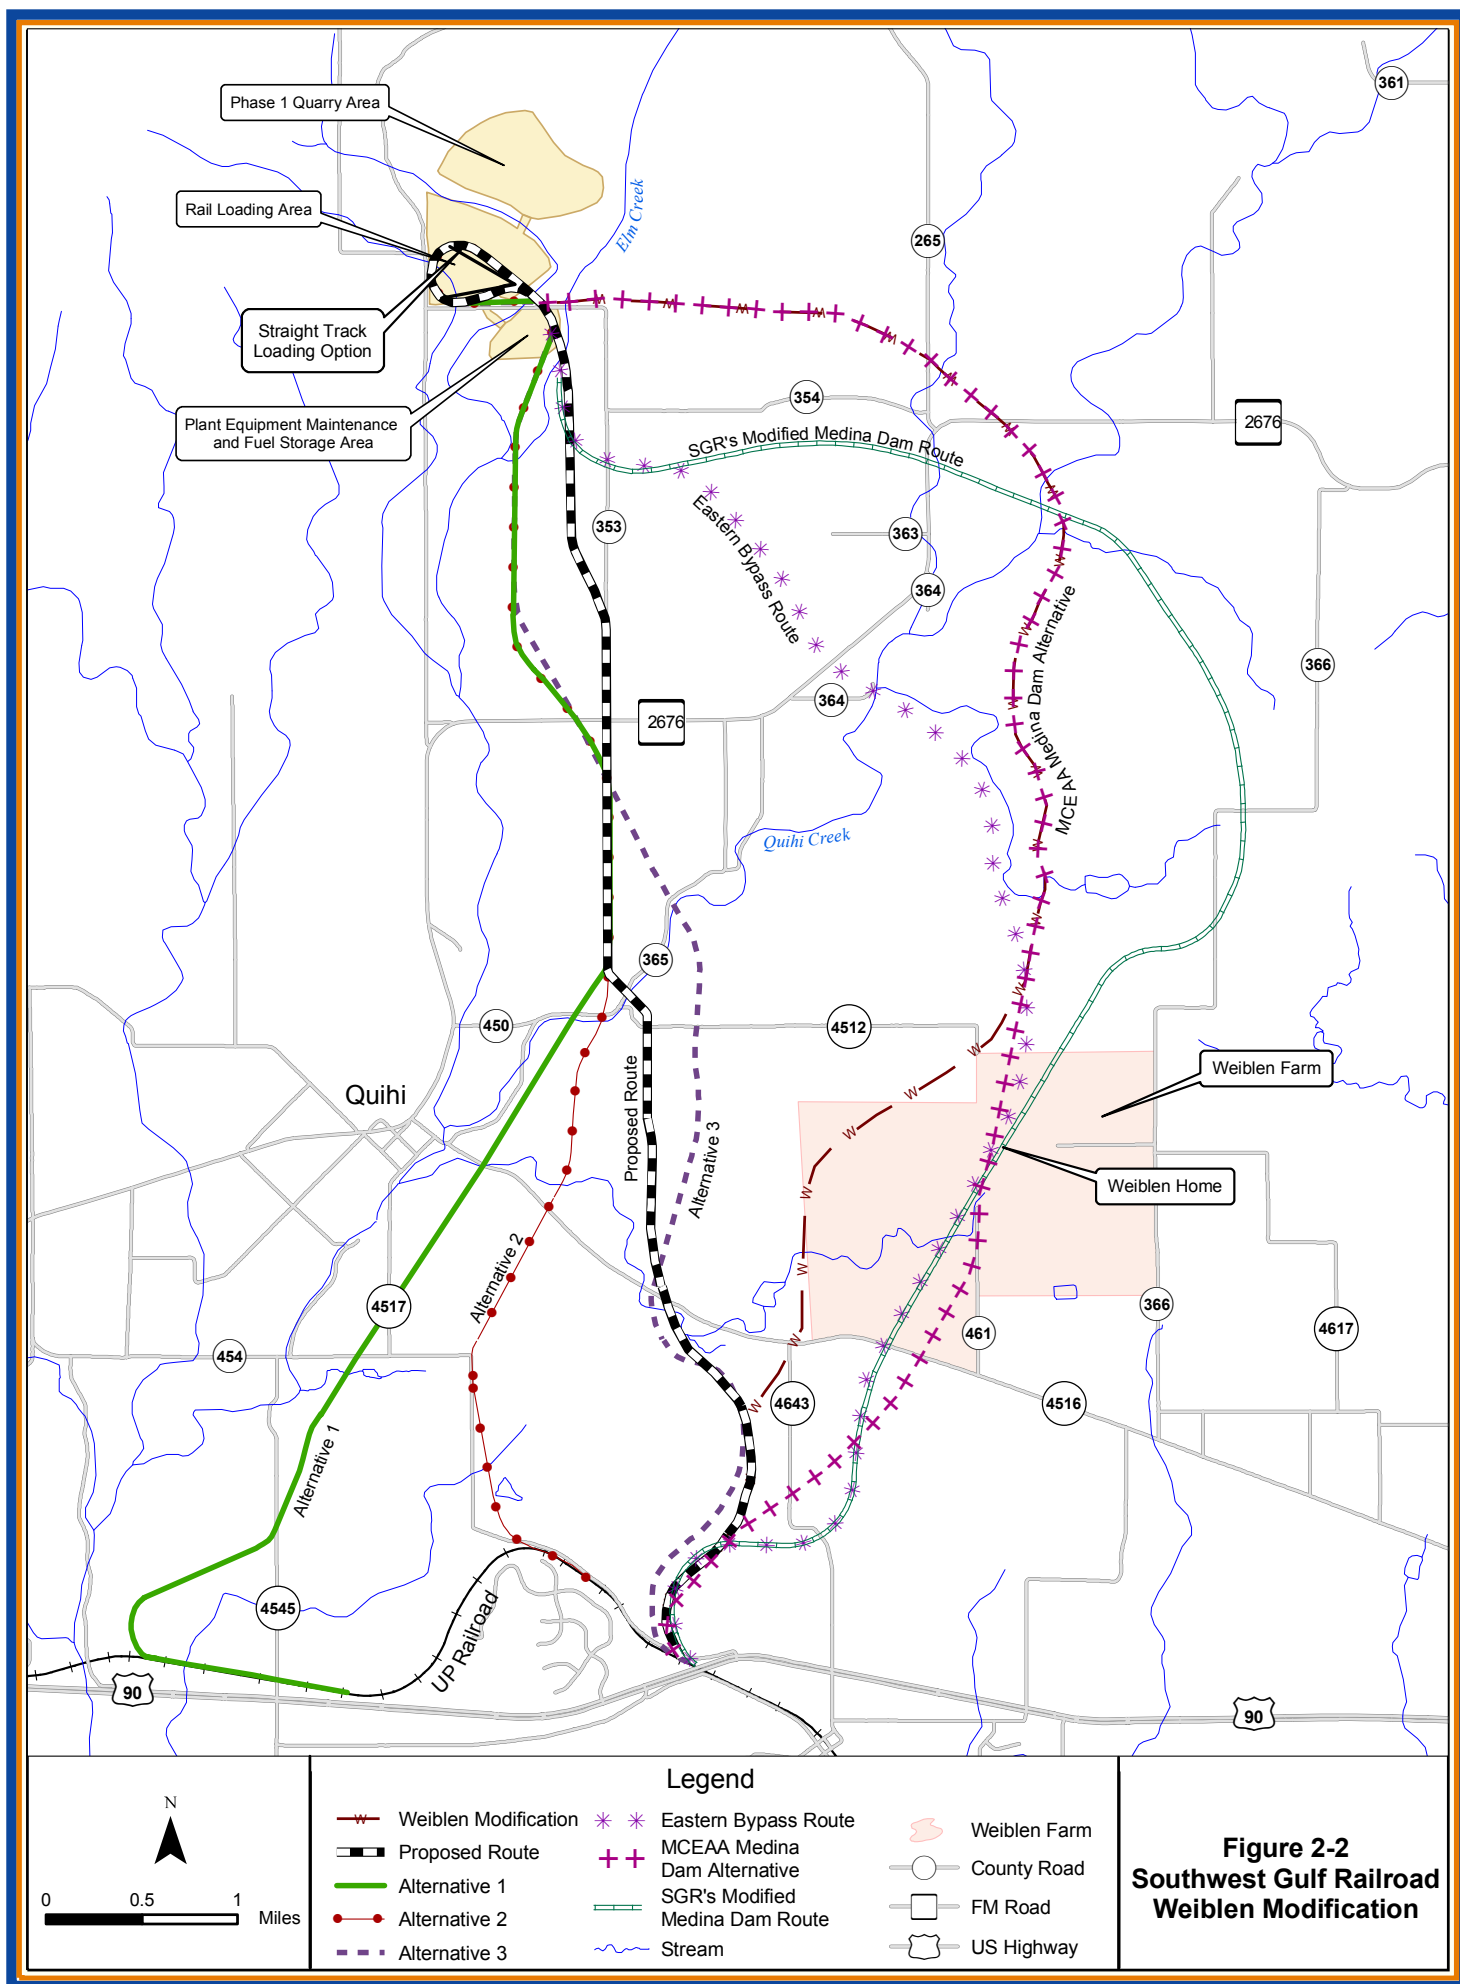 361
Phase 1 Quarry Area
Rail Loading Area
Elm Creek
265
Straight Track
Loading Option
354
2676
Plant Equipment Maintenance
and Fuel Storage Area
SGR's Modified Medina Dam Route
353
Eastern Bypass Route
363
364
MCEAA Medina Dam Alternative
366
364
2676
Quihi Creek
365
450
4512
Proposed Route
Weiblen Farm
Quihi
Alternative 3
Weiblen Home
Alternative 2
4517
366
461
4617
454
4643
4516
Alternative 1
4545
UP Railroad
90
90
N
0 0.5 1
Miles
Legend
Weiblen Modification
Proposed Route
Alternative 1
Alternative 2
Alternative 3
Eastern Bypass Route
MCEAA Medina
Dam Alternative
SGR's Modified
Medina Dam Route
Stream
Weiblen Farm
County Road
FM Road
US Highway
Figure 2-2
Southwest Gulf Railroad
Weiblen Modification